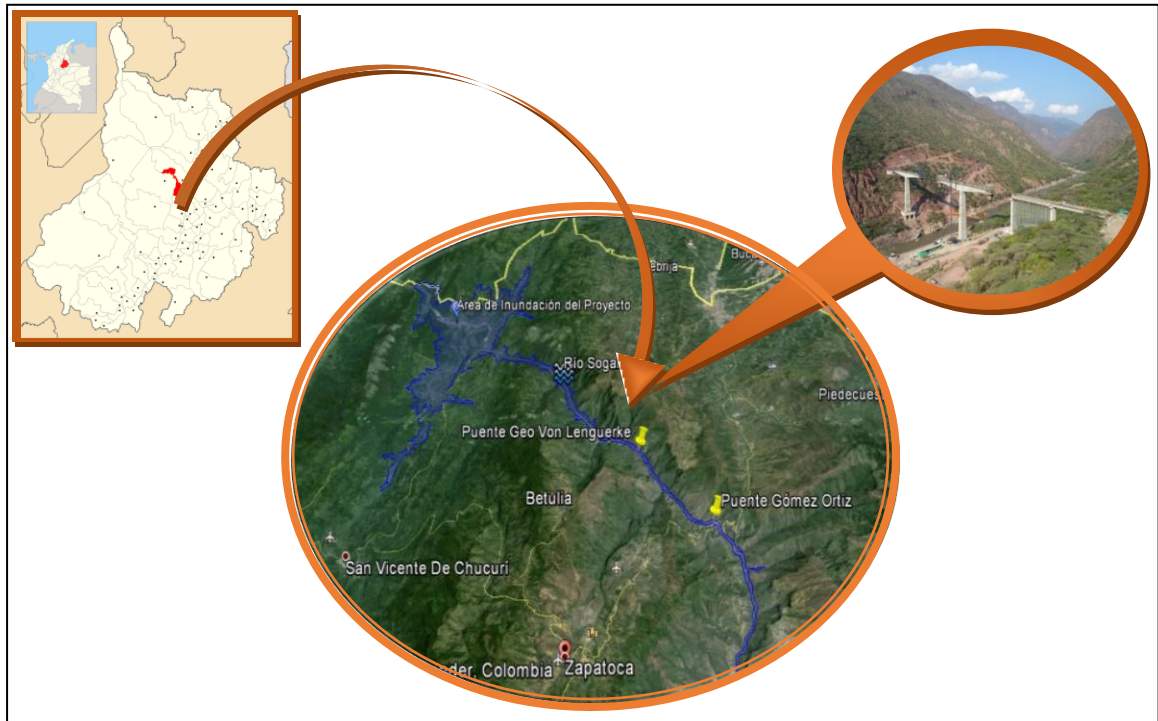 ebrija
Buc
Área de Inundación del Proyecto
Río Sogam
Piedecues
Puente Geo Von Lenguerke
Betulia
Puente Gómez Ortiz
San Vicente De Chucurí
der, Colombia
Zapatoca